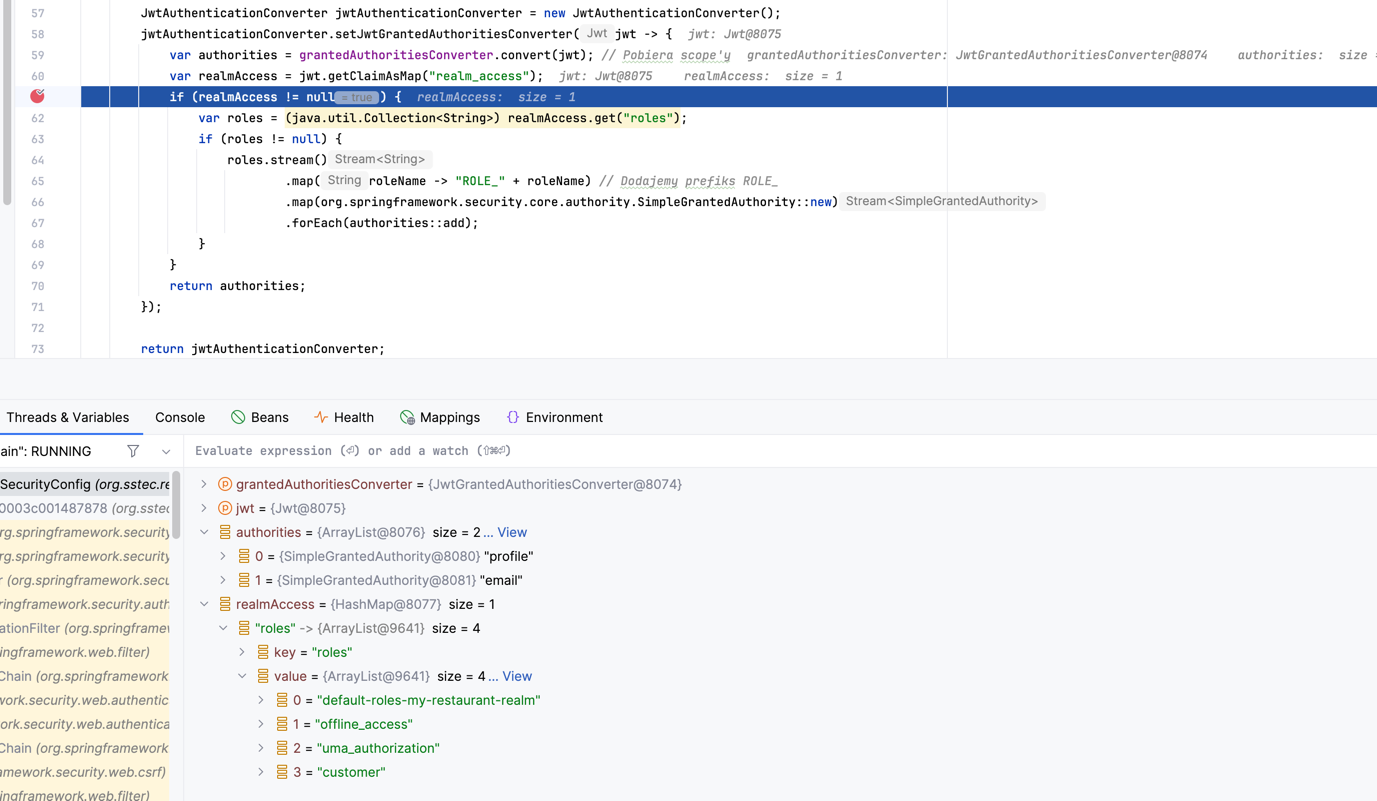 57 JwtAuthenticationConverter jwtAuthenticationConverter = new JwtAuthenticationConverter();
58 jwtAuthenticationConverter.setJwtGrantedAuthoritiesConverter( Jwt jwt -> { jwt: Jwt@8075
59 var authorities = grantedAuthoritiesConverter.convert(jwt); // Pobiera scope'y grantedAuthoritiesConverter: JwtGrantedAuthoritiesConverter@8074 authorities: size =
60 var realmAccess = jwt.getClaimAsMap("realm_access"); jwt: Jwt@8075 realmAccess: size = 1
if (realmAccess != null = true ) { realmAccess: size = 1
62 var roles = (java.util.Collection<String>) realmAccess.get("roles");
63 if (roles != null) {
64 roles.stream() Stream<String>
65 .map( String roleName -> "ROLE_" + roleName) // Dodajemy prefiks ROLE_
66 .map(org.springframework.security.core.authority.SimpleGrantedAuthority::new) Stream<SimpleGrantedAuthority>
67 .forEach(authorities::add);
68 }
69 }
70 return authorities;
71 });
72
73 return jwtAuthenticationConverter;
Threads & Variables Console Beans Health Mappings Environment
ain": RUNNING
Evaluate expression (⏎) or add a watch (⇧⌘⏎)
SecurityConfig (org.sstec.re
0003c001487878 (org.sstec
rg.springframework.security
rg.springframework.security
r (org.springframework.secu
ringframework.security.auth
ationFilter (org.springframew
ingframework.web.filter)
Chain (org.springframework
work.security.web.authentic
ork.security.web.authentica
Chain (org.springframework
amework.security.web.csrf)
ingframework.web.filter)
grantedAuthoritiesConverter = {JwtGrantedAuthoritiesConverter@8074}
jwt = {Jwt@8075}
authorities = {ArrayList@8076} size = 2 ... View
0 = {SimpleGrantedAuthority@8080} "profile"
1 = {SimpleGrantedAuthority@8081} "email"
realmAccess = {HashMap@8077} size = 1
"roles" -> {ArrayList@9641} size = 4
key = "roles"
value = {ArrayList@9641} size = 4 ... View
0 = "default-roles-my-restaurant-realm"
1 = "offline_access"
2 = "uma_authorization"
3 = "customer"